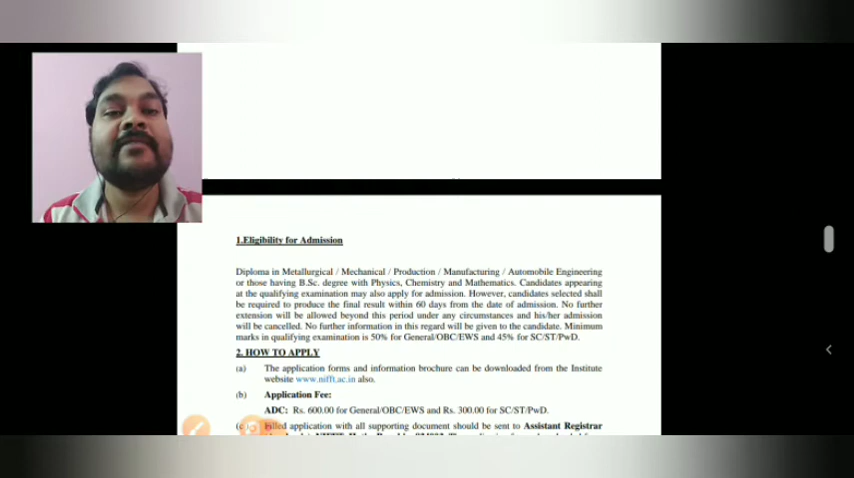 1.Eligibility for Admission
Diploma in Metallurgical / Mechanical / Production / Manufacturing / Automobile Engineering
or those having B.Sc. degree with Physics, Chemistry and Mathematics. Candidates appearing
at the qualifying examination may also apply for admission. However, candidates selected shall
be required to produce the final result within 60 days from the date of admission. No further
extension will be allowed beyond this period under any circumstances and his/her admission
will be cancelled. No further information in this regard will be given to the candidate. Minimum
marks in qualifying examination is 50% for General/OBC/EWS and 45% for SC/ST/PwD.
2. HOW TO APPLY
(a) The application forms and information brochure can be downloaded from the Institute
website www.nifft.ac.in also.
(b) Application Fee:
ADC: Rs. 600.00 for General/OBC/EWS and Rs. 300.00 for SC/ST/PwD.
Filled application with all supporting document should be sent to Assistant Registrar